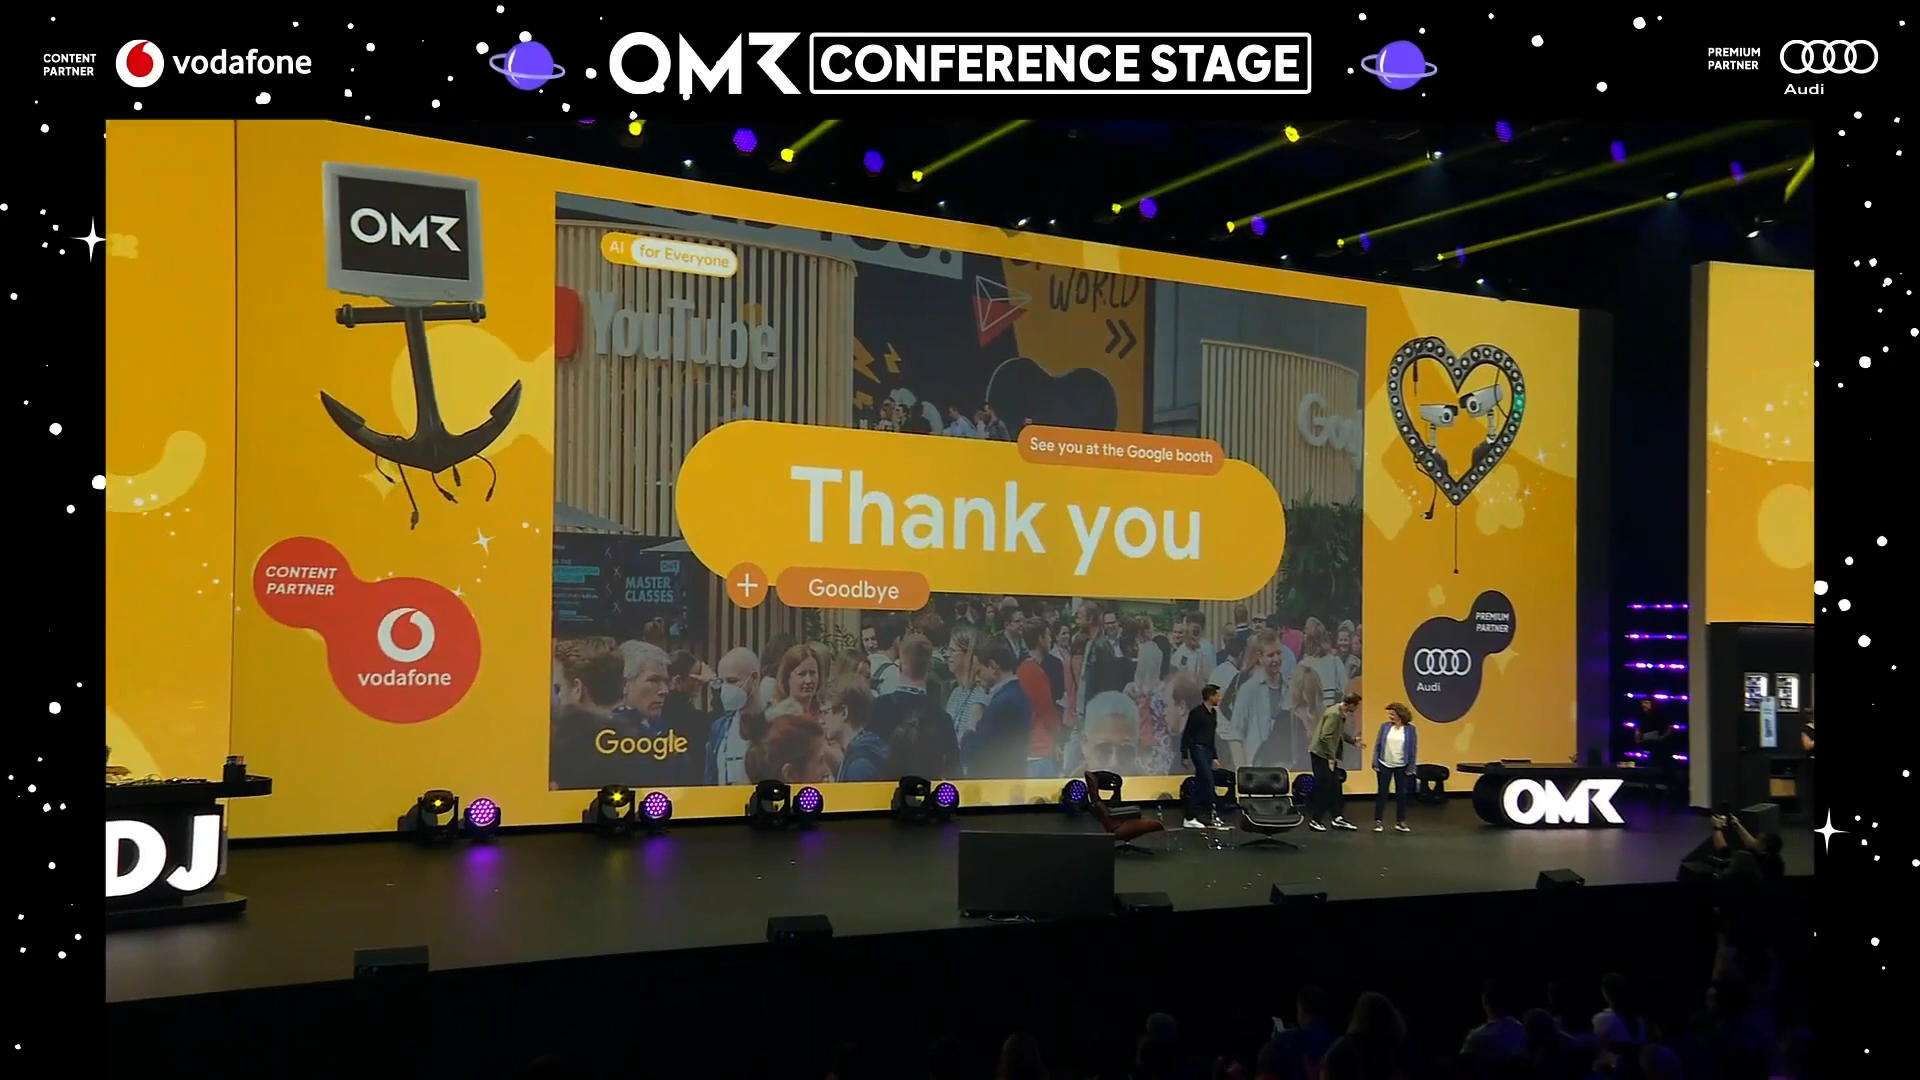 CONTENT
PARTNER
vodafone
OMR CONFERENCE STAGE
PREMIUM
PARTNER
Audi
OMR
AI for Everyone
YouTube
WORLD
See you at the Google booth
Thank you
Goodbye
MASTER
CLASSES
Google
CONTENT
PARTNER
vodafone
PREMIUM
PARTNER
Audi
DJ
OMR